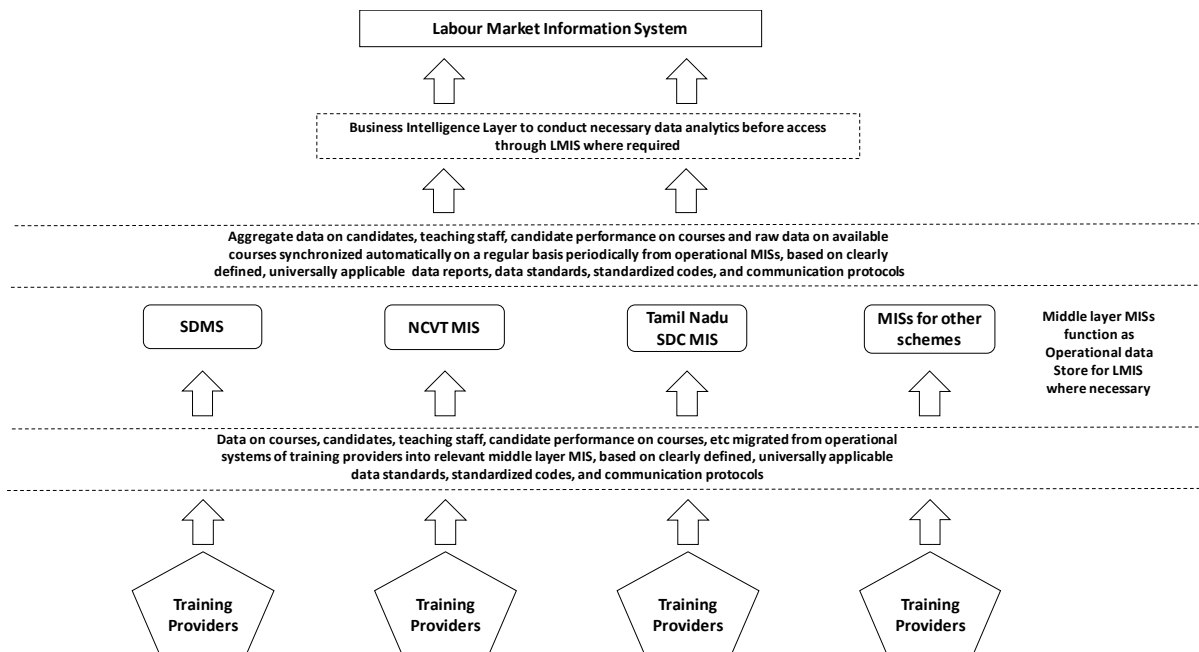 Labour Market Information System
Business Intelligence Layer to conduct necessary data analytics before access
through LMIS where required
Aggregate data on candidates, teaching staff, candidate performance on courses and raw data on available
courses synchronized automatically on a regular basis periodically from operational MISs, based on clearly
defined, universally applicable data reports, data standards, standardized codes, and communication protocols
SDMS
NCVT MIS
Tamil Nadu
SDC MIS
MISs for other
schemes
Middle layer MISs
function as
Operational data
Store for LMIS
where necessary
Data on courses, candidates, teaching staff, candidate performance on courses, etc migrated from operational
systems of training providers into relevant middle layer MIS, based on clearly defined, universally applicable
data standards, standardized codes, and communication protocols
Training
Providers
Training
Providers
Training
Providers
Training
Providers